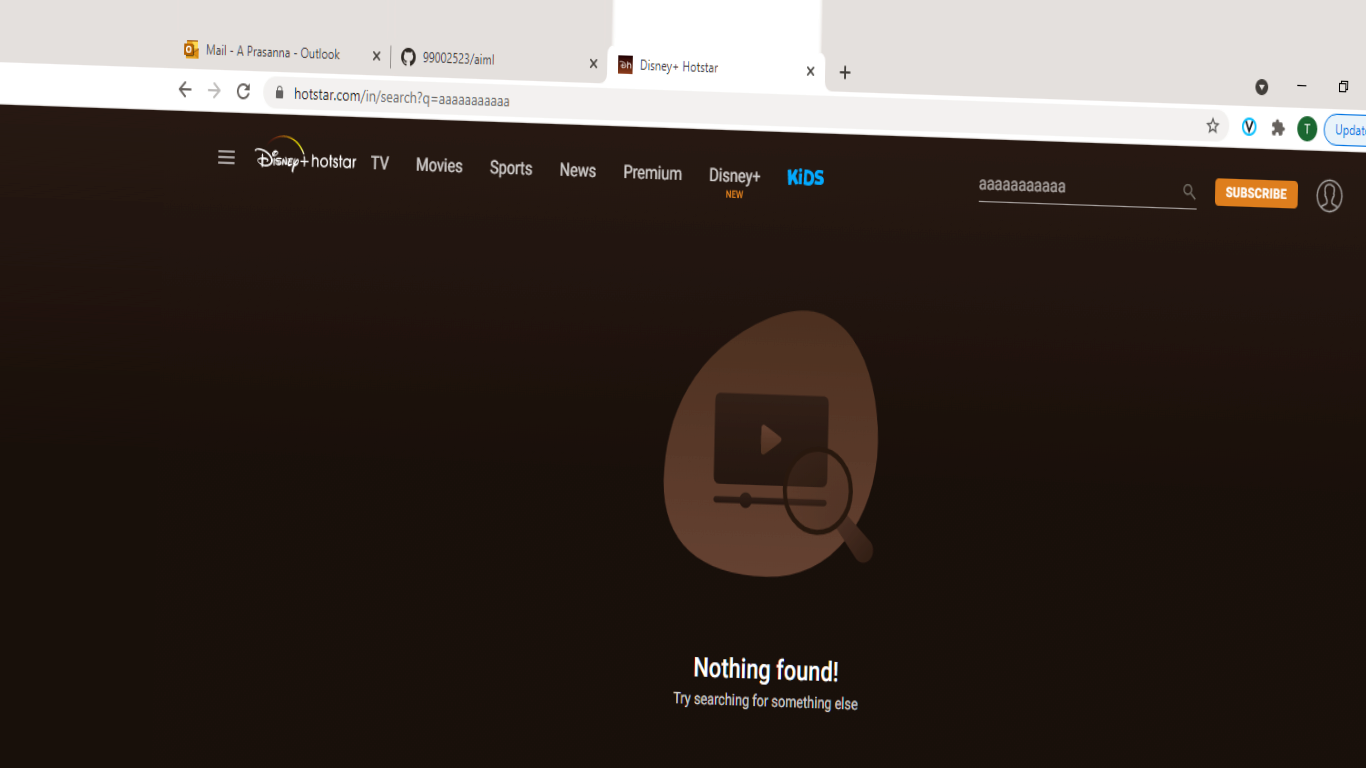 Mail - A Prasanna - Outlook
99002523/aiml
Disney+ Hotstar
hotstar.com/in/search?q=aaaaaaaaaaa
T
Update
Disney+ hotstar TV Movies Sports News Premium Disney+ KiDS
NEW
aaaaaaaaaaa
SUBSCRIBE
Nothing found!
Try searching for something else